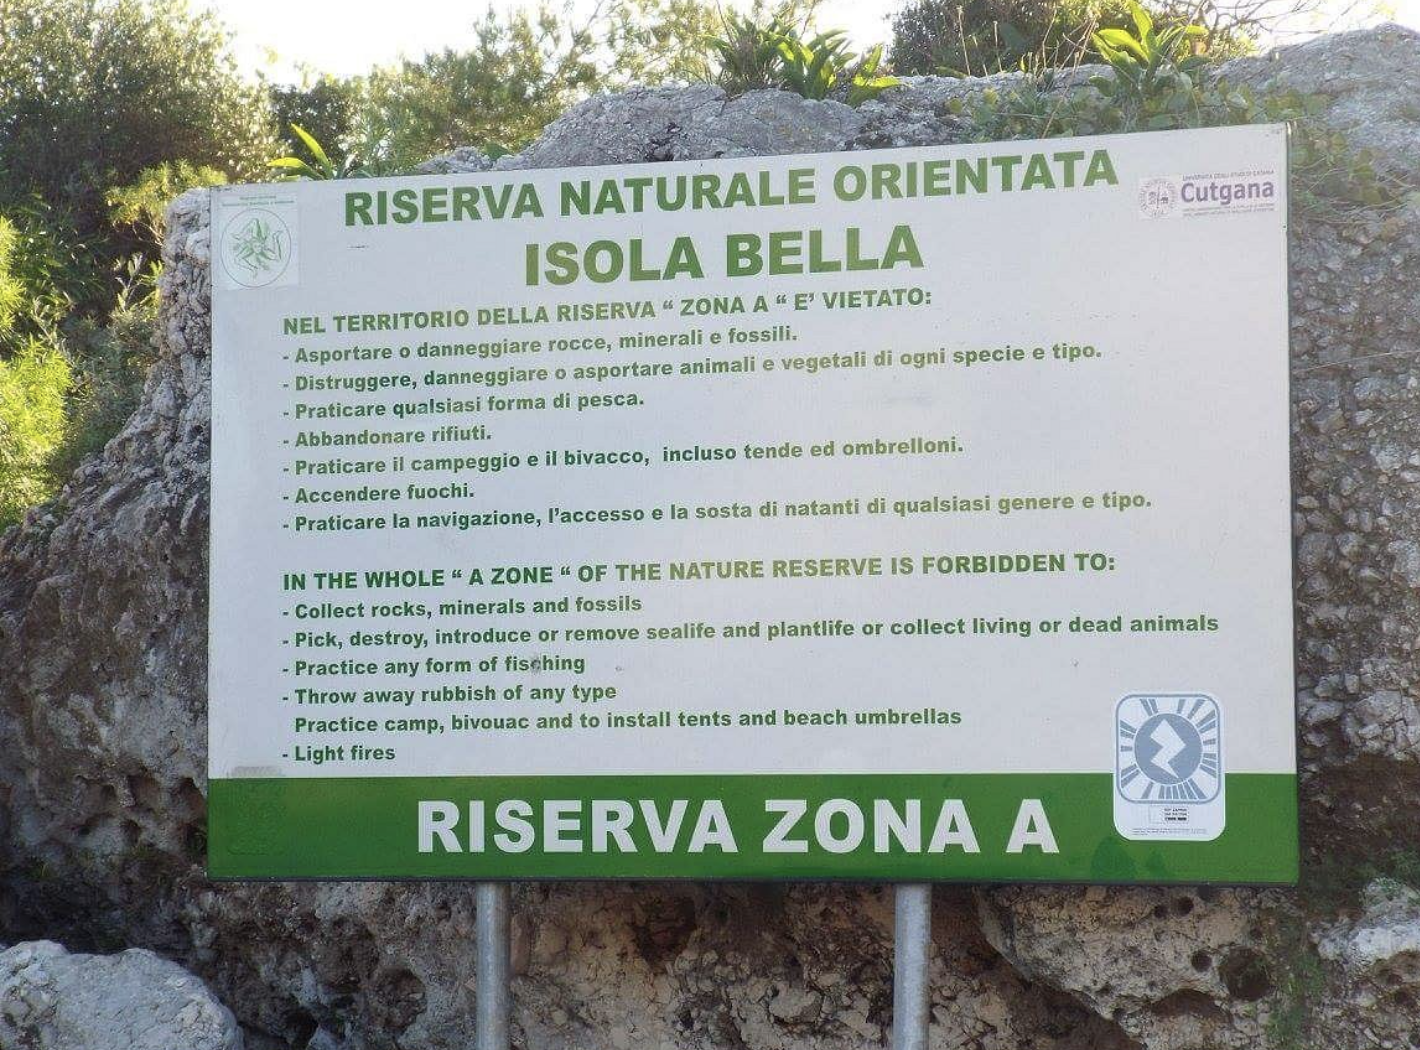 RISERVA NATURALE ORIENTATA
Cutgana
ISOLA BELLA
NEL TERRITORIO DELLA RISERVA “ ZONA A “ E’ VIETATO:
- Asportare o danneggiare rocce, minerali e fossili.
- Distruggere, danneggiare o asportare animali e vegetali di ogni specie e tipo.
- Praticare qualsiasi forma di pesca.
- Abbandonare rifiuti.
- Praticare il campeggio e il bivacco, incluso tende ed ombrelloni.
- Accendere fuochi.
- Praticare la navigazione, l’accesso e la sosta di natanti di qualsiasi genere e tipo.
IN THE WHOLE “ A ZONE “ OF THE NATURE RESERVE IS FORBIDDEN TO:
- Collect rocks, minerals and fossils
- Pick, destroy, introduce or remove sealife and plantlife or collect living or dead animals
- Practice any form of fisching
- Throw away rubbish of any type
Practice camp, bivouac and to install tents and beach umbrellas
- Light fires
RISERVA ZONA A